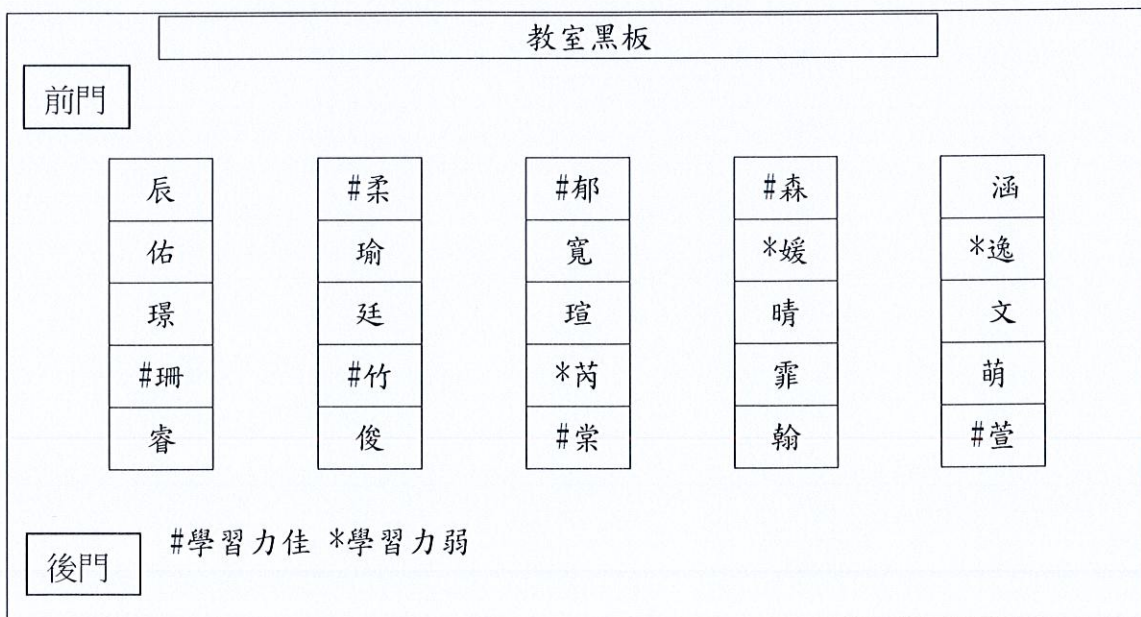 教室黑板
前門
辰 #柔 #郁 #森 涵
佑 瑜 寬 *媛 *逸
璟 廷 瑄 晴 文
#珊 #竹 *芮 霏 萌
睿 俊 #棠 翰 #萱
#學習力佳 *學習力弱
後門